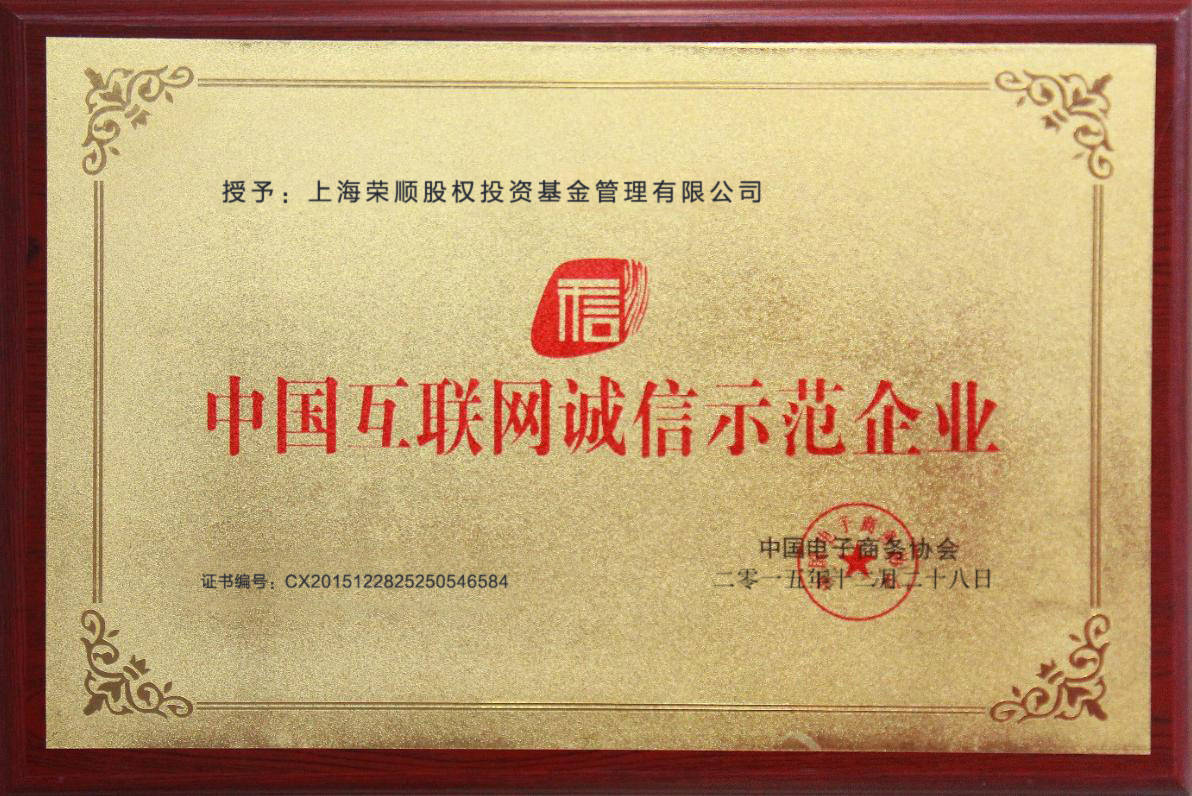 授予：上海荣顺股权投资基金管理有限公司
信
中国互联网诚信示范企业
中国电子商务协会
证书编号：CX2015122825250546584
二零一五年十二月二十八日